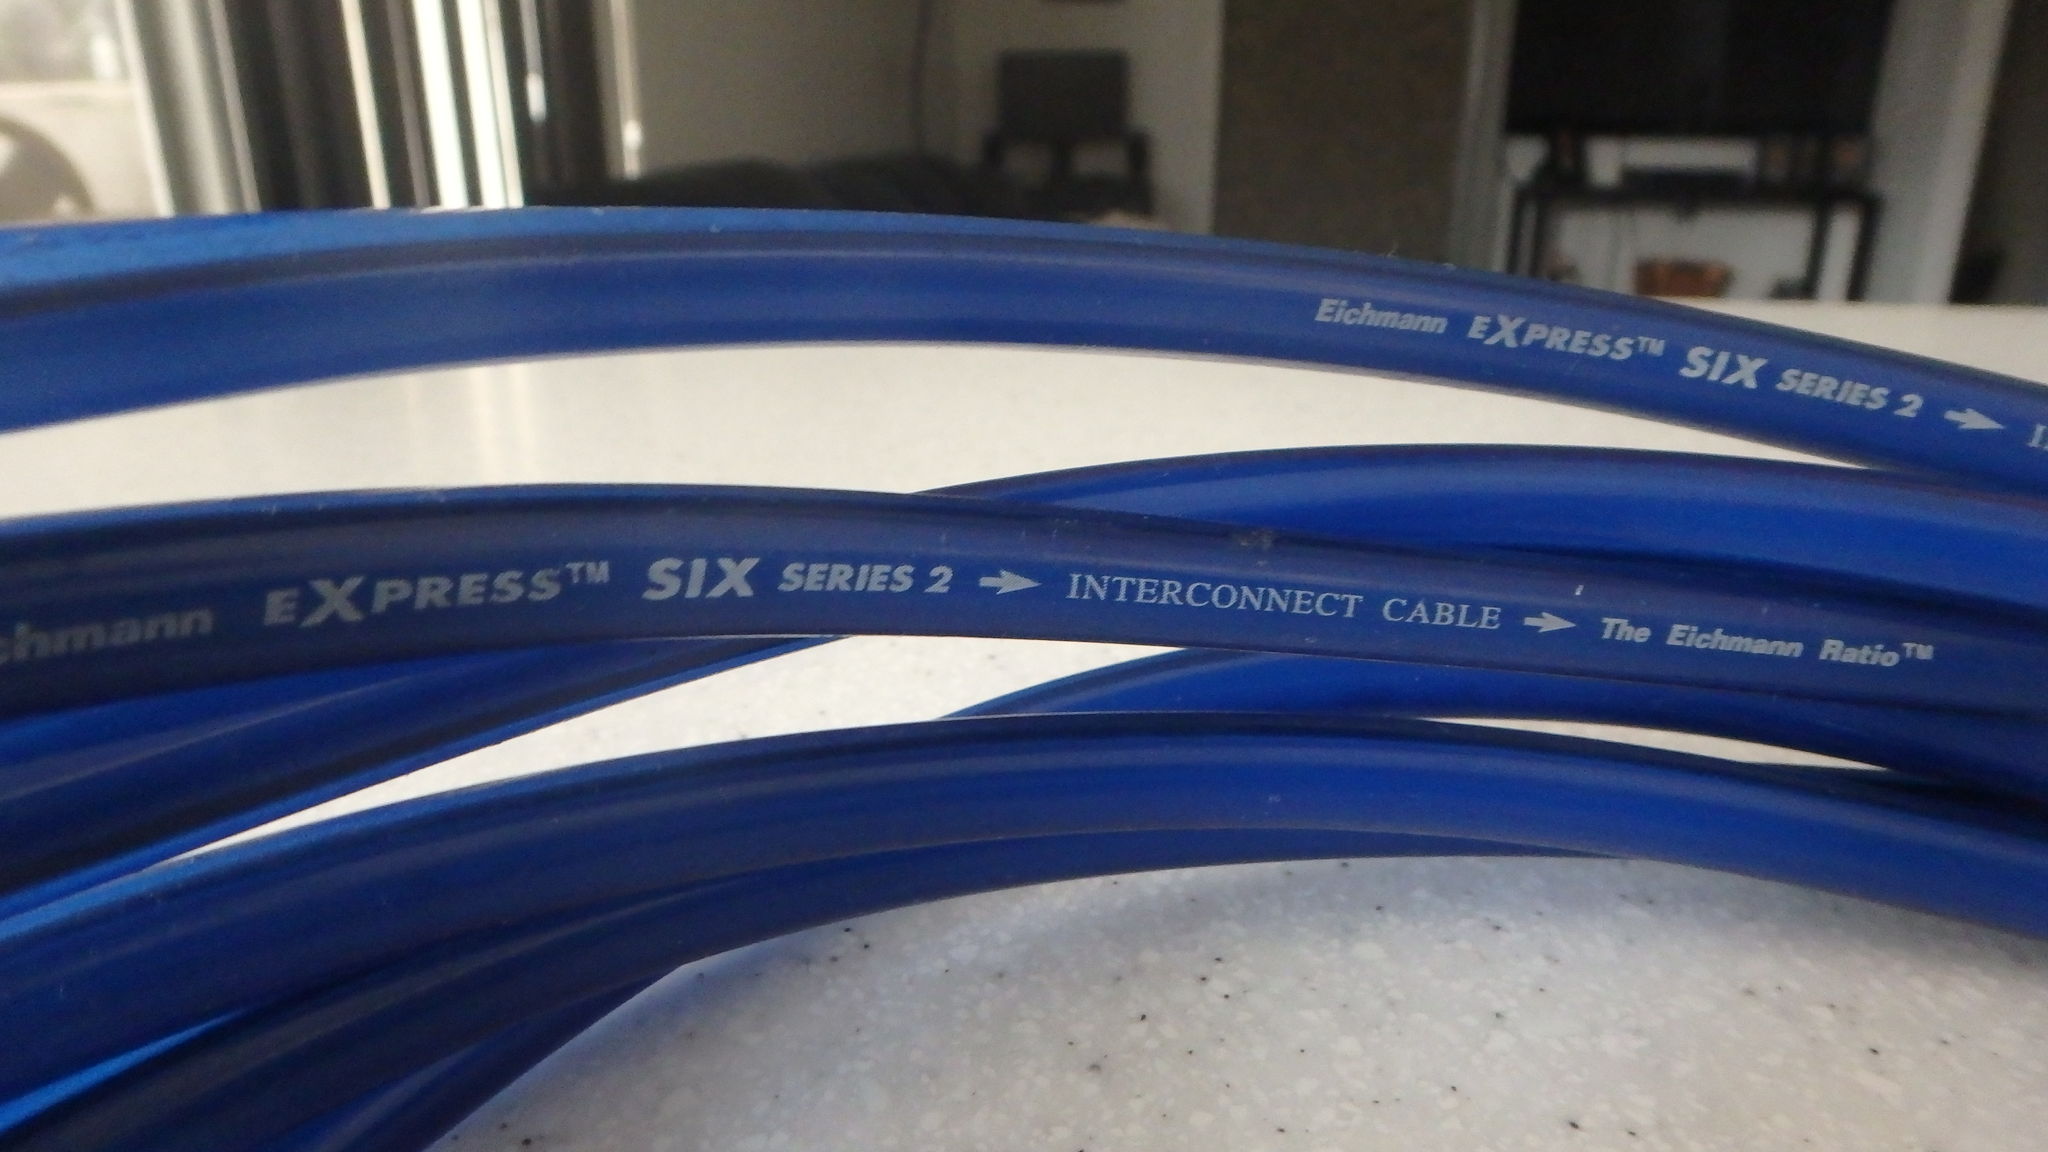 Eichmann EXPRESS™ SIX SERIES 2 →
EXPRESS™ SIX SERIES 2 → INTERCONNECT CABLE → The Eichmann Ratio™